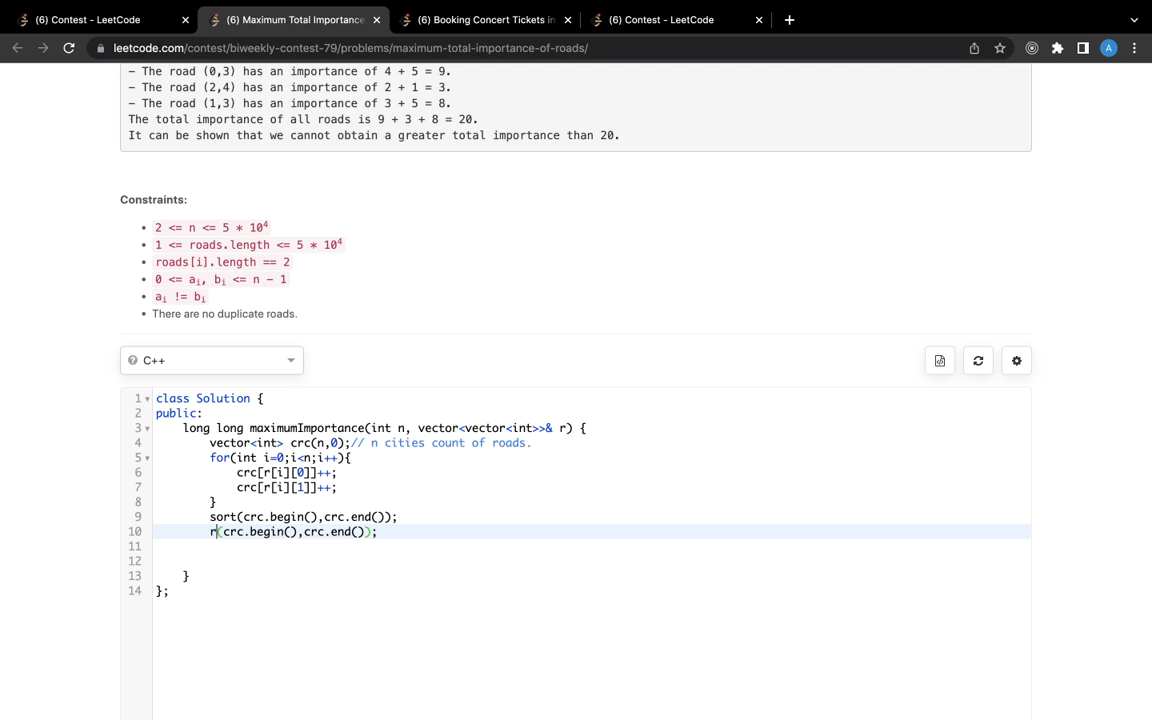 (6) Contest - LeetCode
(6) Maximum Total Importance
(6) Booking Concert Tickets in
(6) Contest - LeetCode
leetcode.com/contest/biweekly-contest-79/problems/maximum-total-importance-of-roads/
A
- The road (0,3) has an importance of 4 + 5 = 9.
- The road (2,4) has an importance of 2 + 1 = 3.
- The road (1,3) has an importance of 3 + 5 = 8.
The total importance of all roads is 9 + 3 + 8 = 20.
It can be shown that we cannot obtain a greater total importance than 20.
Constraints:
• 2 <= n <= 5 * 10⁴
• 1 <= roads.length <= 5 * 10⁴
• roads[i].length == 2
• 0 <= aᵢ, bᵢ <= n - 1
• aᵢ != bᵢ
• There are no duplicate roads.
C++
1 class Solution {
2 public:
3     long long maximumImportance(int n, vector<vector<int>>& r) {
4         vector<int> crc(n,0);// n cities count of roads.
5         for(int i=0;i<n;i++){
6             crc[r[i][0]]++;
7             crc[r[i][1]]++;
8         }
9         sort(crc.begin(),crc.end());
10         r(crc.begin(),crc.end());
11
12
13     }
14 };